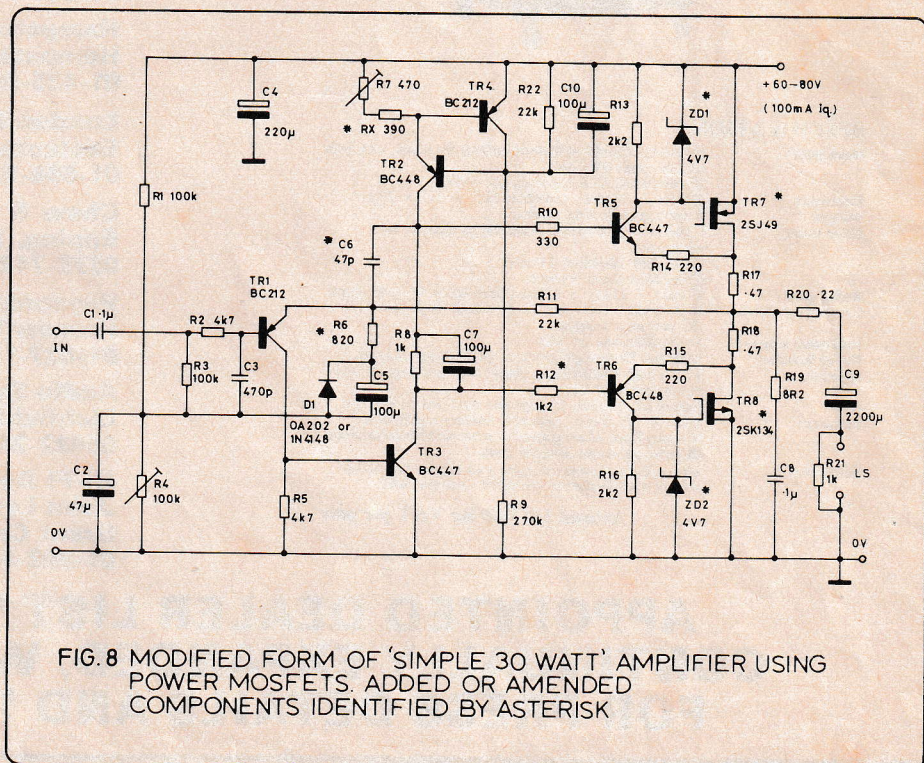 R7 470
TR4
BC212
R22
22k
C10
100µ
R13
2k2
*
ZD1
4V7
+60-80V
(100mA iq.)
C4
220µ
* RX 390
TR2
BC448
R1 100k
R10
330
TR5
BC447
TR7 *
2SJ49
* C6
47p
R14 220
R17
·47
TR1
BC212
R11
22k
R20 ·22
C1 ·1µ
R2 4k7
IN
R3
100k
C3
470p
* R6
820
D1
OA202 or
1N4148
C5
100µ
R8
1k
C7
100µ
R12 *
1k2
TR6
BC448
R15
220
R18
·47
TR8
*
2SK134
R19
8R2
C9
2200µ
C2
47µ
R4
100k
R5
4k7
TR3
BC447
R9
270k
R16
2k2
ZD2 *
4V7
C8
·1µ
R21
1k
LS
0V
0V
FIG. 8 MODIFIED FORM OF 'SIMPLE 30 WATT' AMPLIFIER USING
POWER MOSFETS. ADDED OR AMENDED
COMPONENTS IDENTIFIED BY ASTERISK